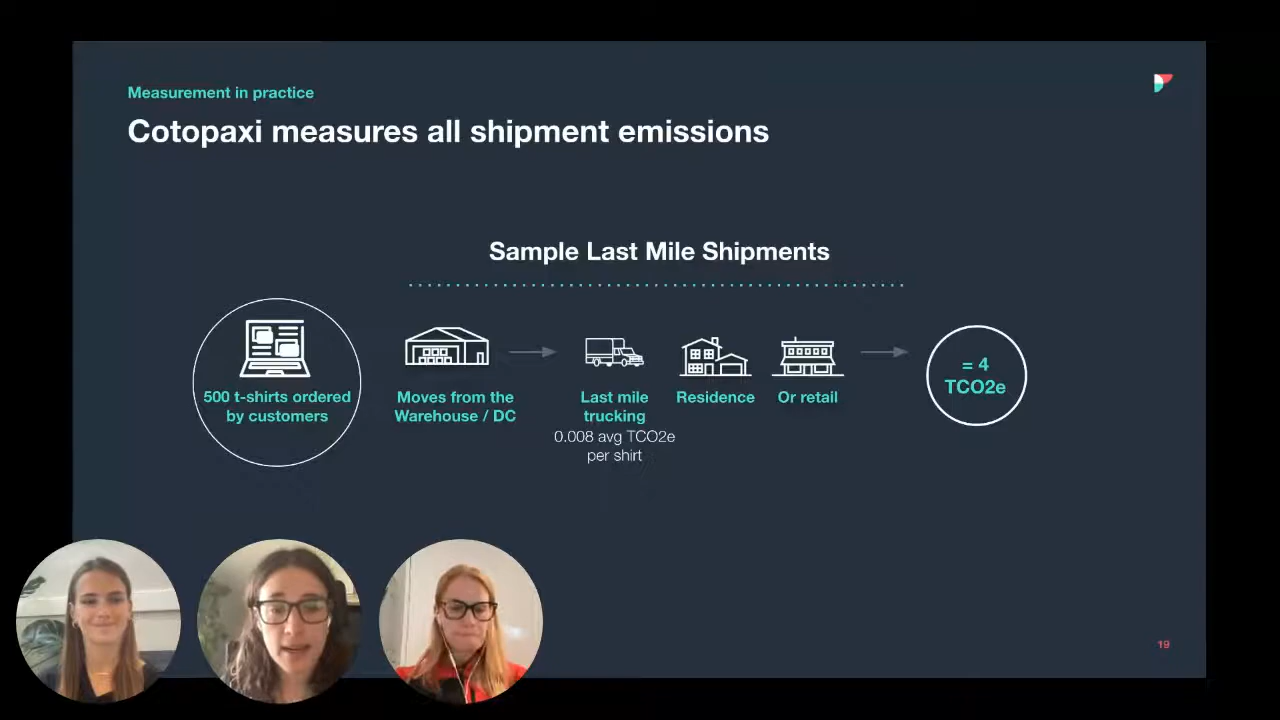 Measurement in practice
Cotopaxi measures all shipment emissions
Sample Last Mile Shipments
500 t-shirts ordered
by customers
Moves from the
Warehouse / DC
Last mile
trucking
0.008 avg TCO2e
per shirt
Residence
Or retail
= 4
TCO2e
19